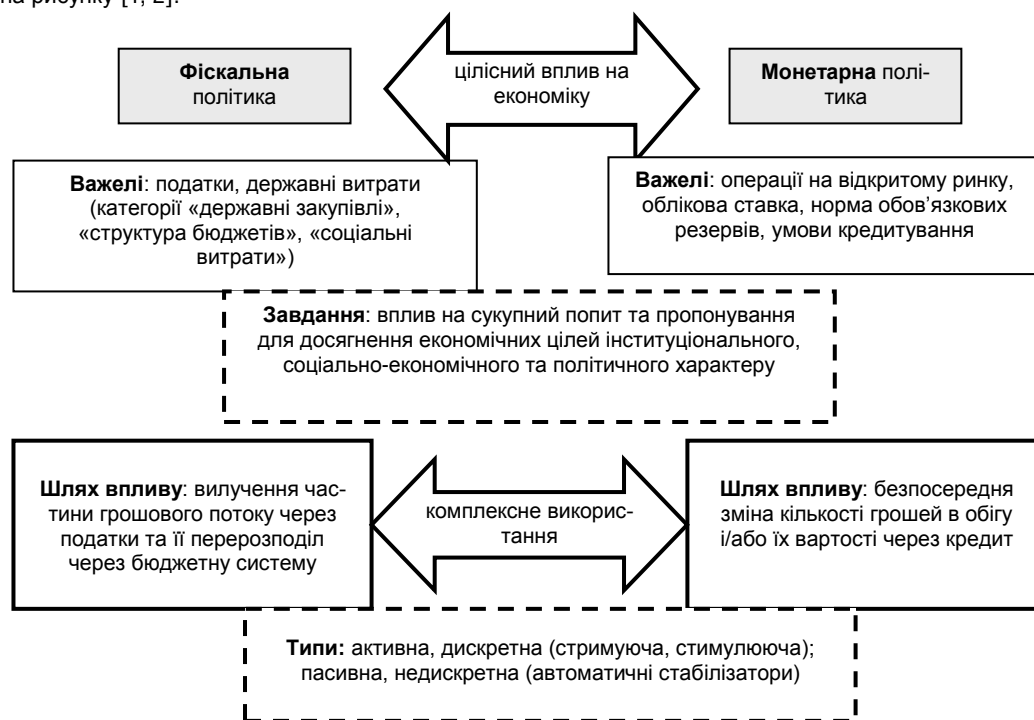 на рисунку [1, 2].
Фіскальна
політика
цілісний вплив на
економіку
Монетарна полі-
тика
Важелі: податки, державні витрати
(категорії «державні закупівлі»,
«структура бюджетів», «соціальні
витрати»)
Важелі: операції на відкритому ринку,
облікова ставка, норма обов’язкових
резервів, умови кредитування
Завдання: вплив на сукупний попит та пропонування
для досягнення економічних цілей інституціонального,
соціально-економічного та політичного характеру
Шлях впливу: вилучення час-
тини грошового потоку через
податки та її перерозподіл
через бюджетну систему
комплексне викорис-
тання
Шлях впливу: безпосередня
зміна кількості грошей в обігу
і/або їх вартості через кредит
Типи: активна, дискретна (стримуюча, стимулююча);
пасивна, недискретна (автоматичні стабілізатори)